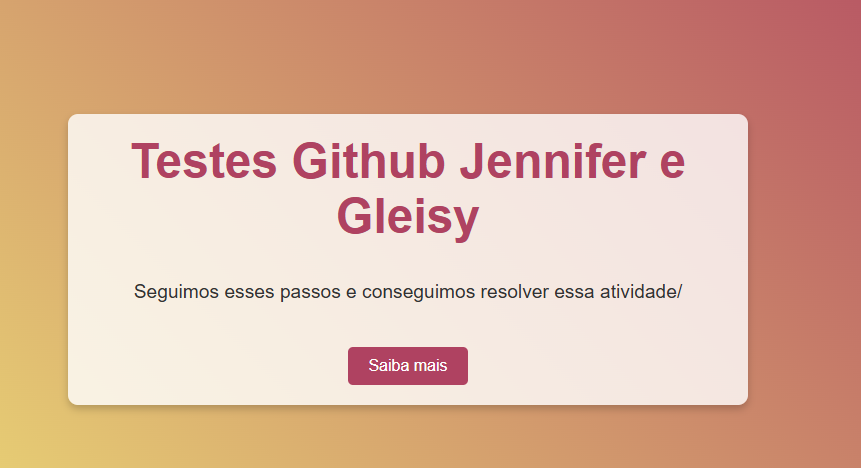 Testes Github Jennifer e
Gleisy
Seguimos esses passos e conseguimos resolver essa atividade/
Saiba mais